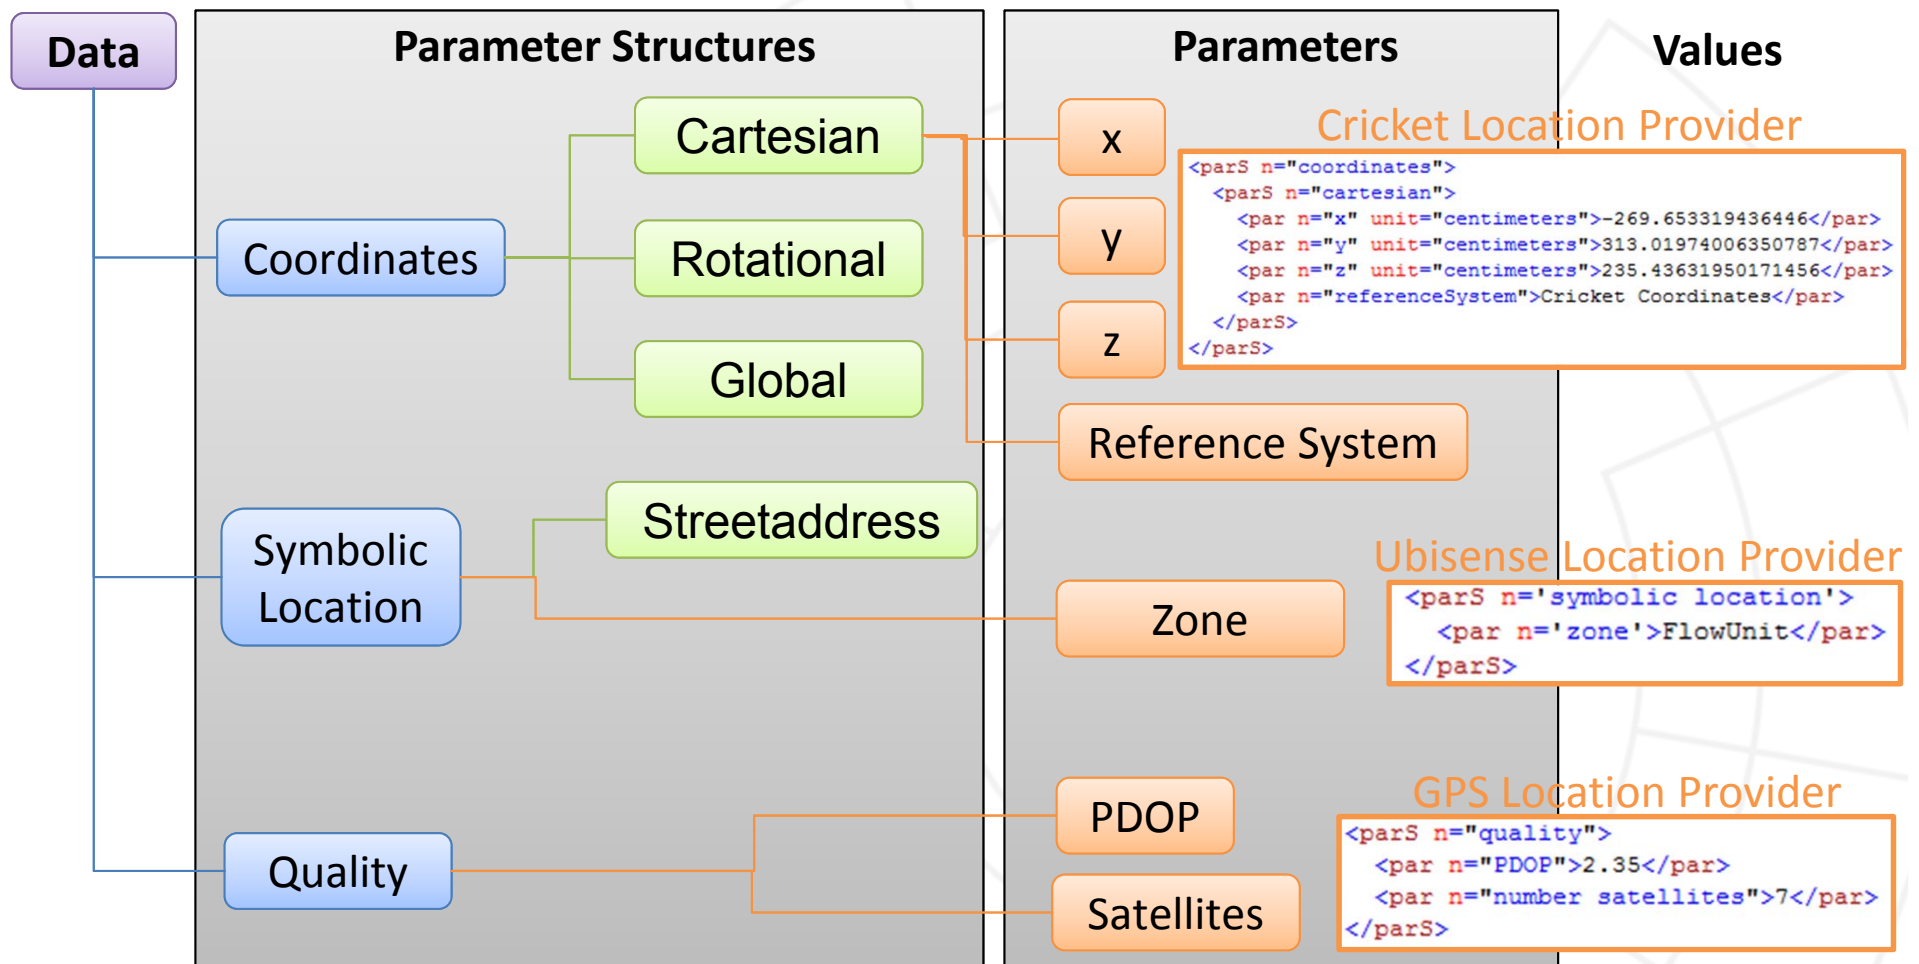 Data
Parameter Structures
Parameters
Values
Cartesian
Rotational
Global
Coordinates
x
y
z
Reference System
Cricket Location Provider
<parS n="coordinates">
<parS n="cartesian">
<par n="x" unit="centimeters">-269.653319436446</par>
<par n="y" unit="centimeters">313.01974006350787</par>
<par n="z" unit="centimeters">235.43631950171456</par>
<par n="referenceSystem">Cricket Coordinates</par>
</parS>
</parS>
Symbolic
Location
Streetaddress
Zone
Ubisense Location Provider
<parS n='symbolic location'>
<par n='zone'>FlowUnit</par>
</parS>
Quality
PDOP
Satellites
GPS Location Provider
<parS n="quality">
<par n="PDOP">2.35</par>
<par n="number satellites">7</par>
</parS>